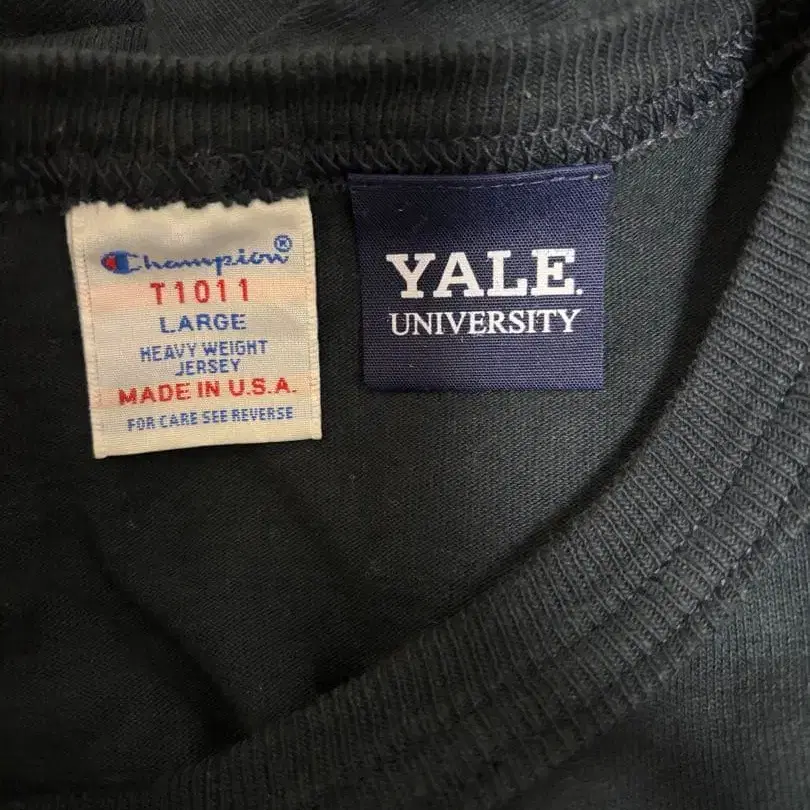 Champion®
T1011
LARGE
HEAVY WEIGHT
JERSEY
MADE IN U.S.A.
FOR CARE SEE REVERSE
YALE.
UNIVERSITY